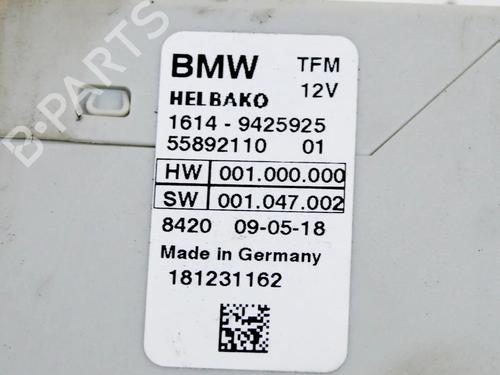 BMW TFM
12V
HELBAKO
1614 - 9425925
55892110 01
HW 001.000.000
SW 001.047.002
8420 09-05-18
Made in Germany
181231162
B-PARTS